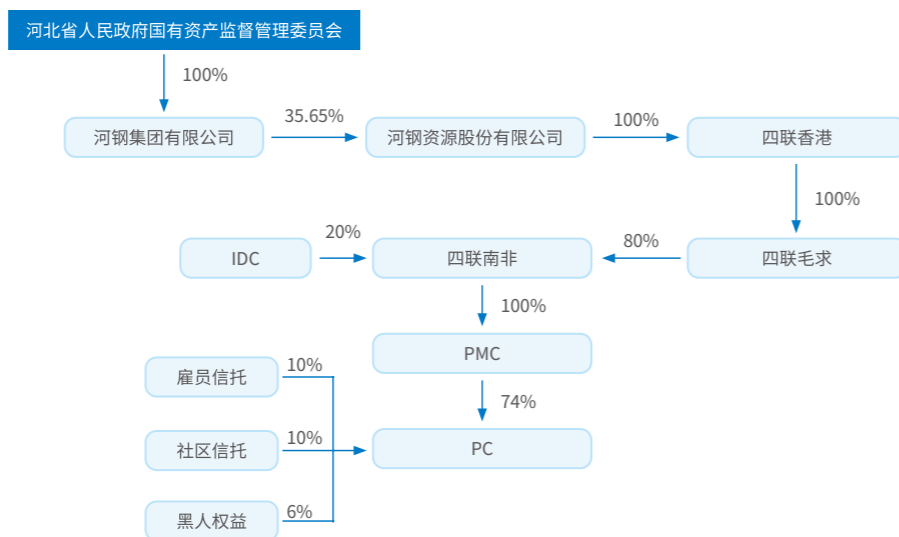 河北省人民政府国有资产监督管理委员会
100%
河钢集团有限公司
35.65%
河钢资源股份有限公司
100%
四联香港
100%
IDC
20%
四联南非
80%
四联毛求
100%
PMC
雇员信托
10%
74%
社区信托
10%
PC
黑人权益
6%